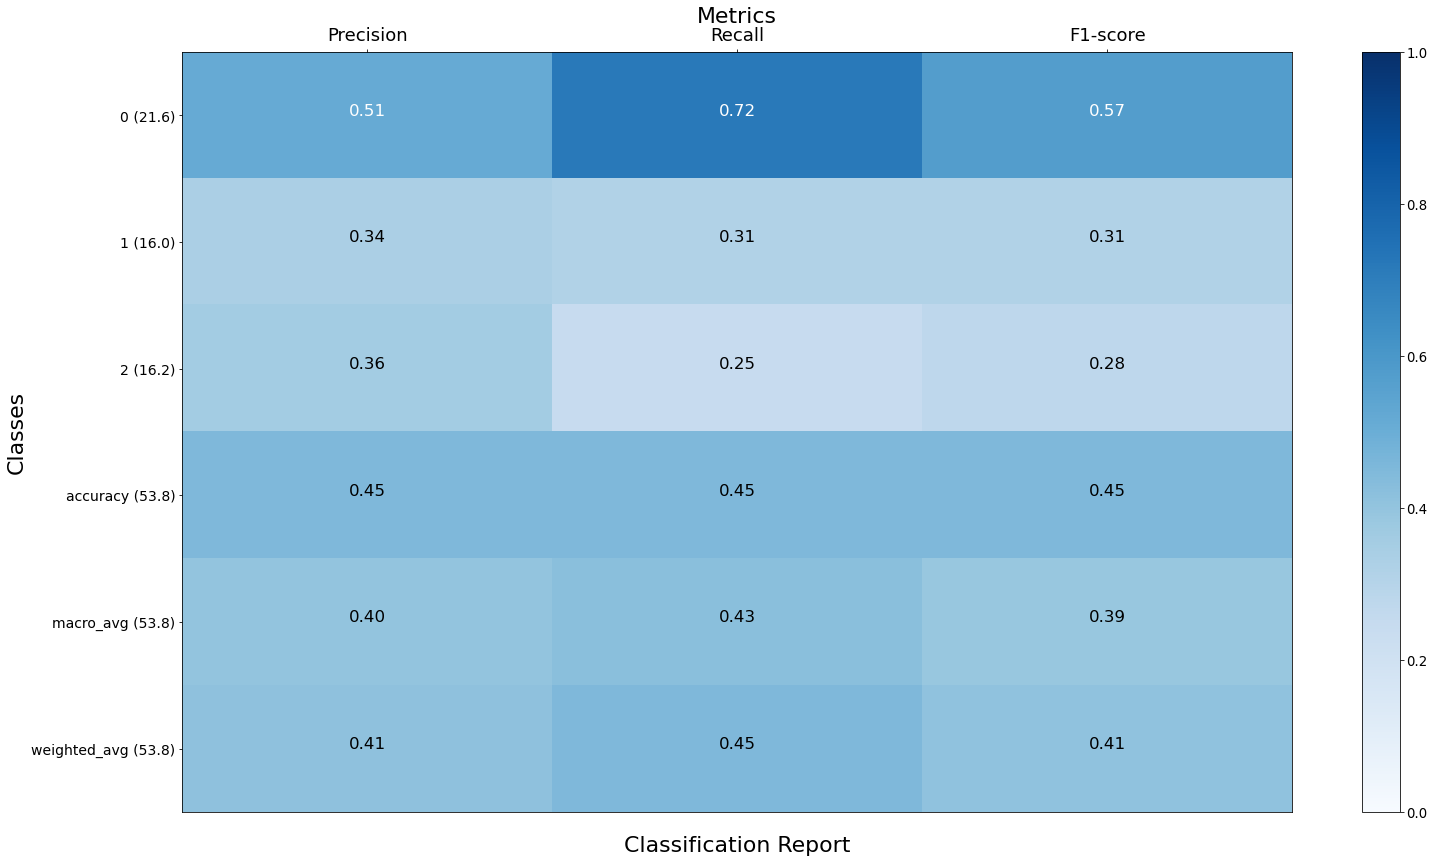 Metrics
Precision Recall F1-score
0 (21.6) 0.51 0.72 0.57
1 (16.0) 0.34 0.31 0.31
2 (16.2) 0.36 0.25 0.28
accuracy (53.8) 0.45 0.45 0.45
macro_avg (53.8) 0.40 0.43 0.39
weighted_avg (53.8) 0.41 0.45 0.41
Classes
Classification Report
1.0
0.8
0.6
0.4
0.2
0.0